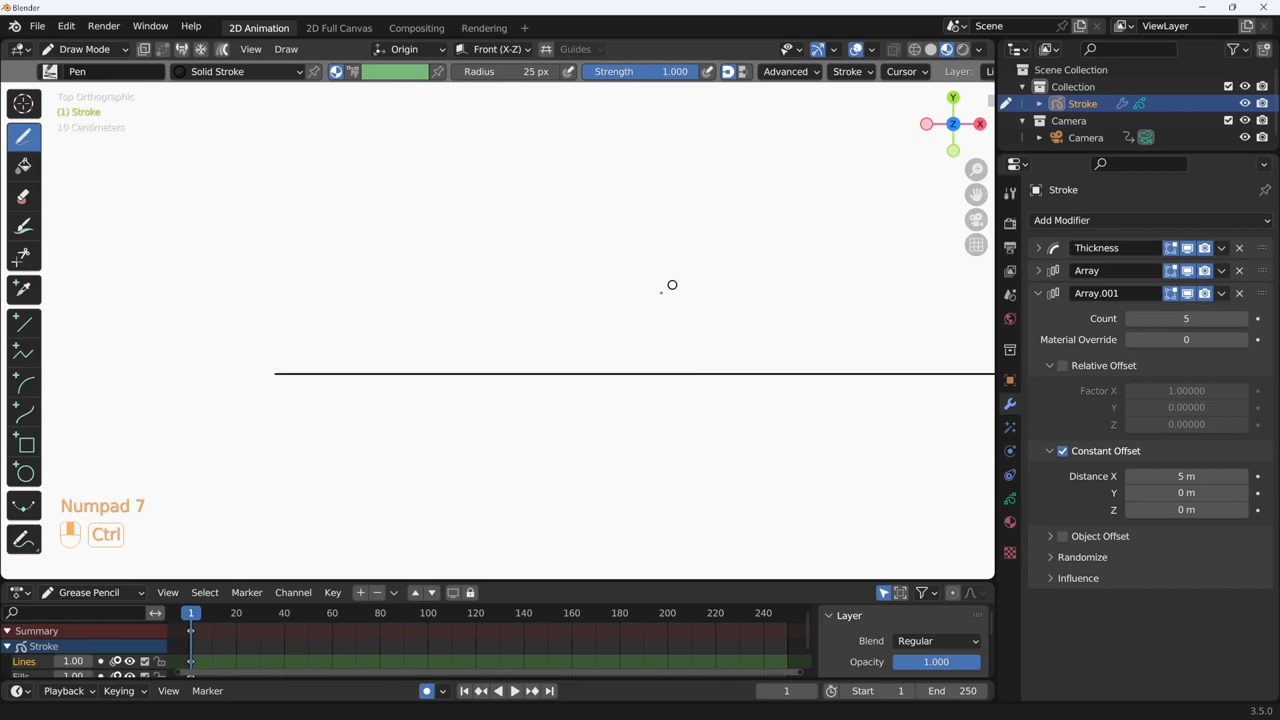 Blender
File Edit Render Window Help 2D Animation 2D Full Canvas Compositing Rendering + Scene ViewLayer
Draw Mode View Draw Origin Front (X-Z) Guides
Pen Solid Stroke Radius 25 px Strength 1.000 Advanced Stroke Cursor Layer: Li
Top Orthographic
(1) Stroke
10 Centimeters
Y
Z X
Numpad 7
Ctrl
Scene Collection
Collection
Stroke
Camera
Camera
Stroke
Add Modifier
Thickness
Array
Array.001
Count 5
Material Override 0
Relative Offset
Factor X 1.00000
Y 0.00000
Z 0.00000
Constant Offset
Distance X 5 m
Y 0 m
Z 0 m
Object Offset
Randomize
Influence
Grease Pencil View Select Marker Channel Key
1 20 40 60 80 100 120 140 160 180 200 220 240
Summary
Stroke
Lines 1.00
Fills 1.00
Layer
Blend Regular
Opacity 1.000
Playback Keying View Marker 1 Start 1 End 250
3.5.0